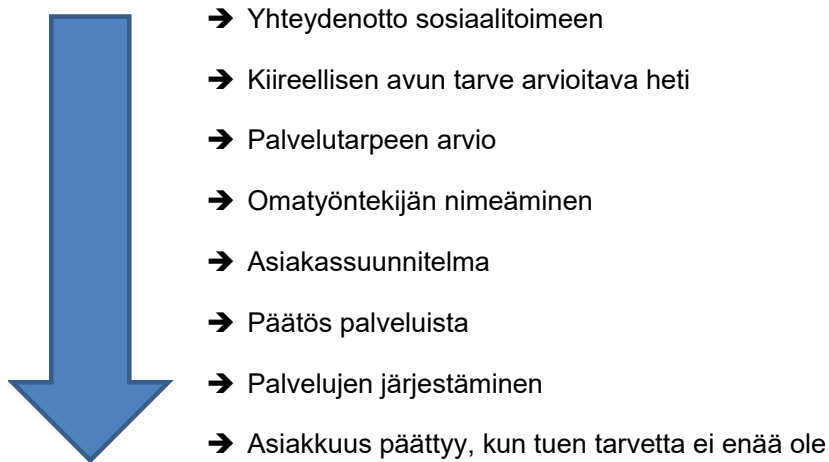 ➔ Yhteydenotto sosiaalitoimeen
➔ Kiireellisen avun tarve arvioitava heti
➔ Palvelutarpeen arvio
➔ Omatyöntekijän nimeäminen
➔ Asiakassuunnitelma
➔ Päätös palveluista
➔ Palvelujen järjestäminen
➔ Asiakkuus päättyy, kun tuen tarvetta ei enää ole